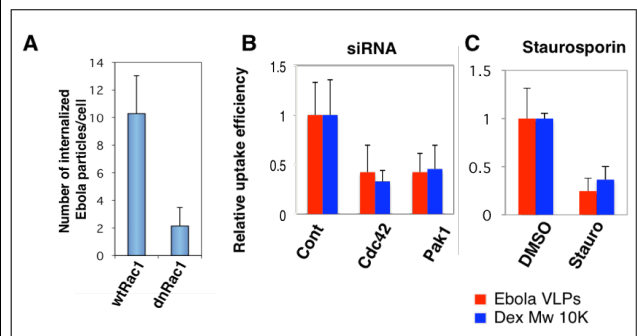 A
Number of internalized
Ebola particles/cell
14
12
10
8
6
4
2
0
wtRac1
dnRac1
B
siRNA
Relative uptake efficiency
1.5
1
0.5
0
Cont
Cdc42
Pak1
C
Staurosporin
1.5
1
0.5
0
DMSO
Stauro
Ebola VLPs
Dex Mw 10K